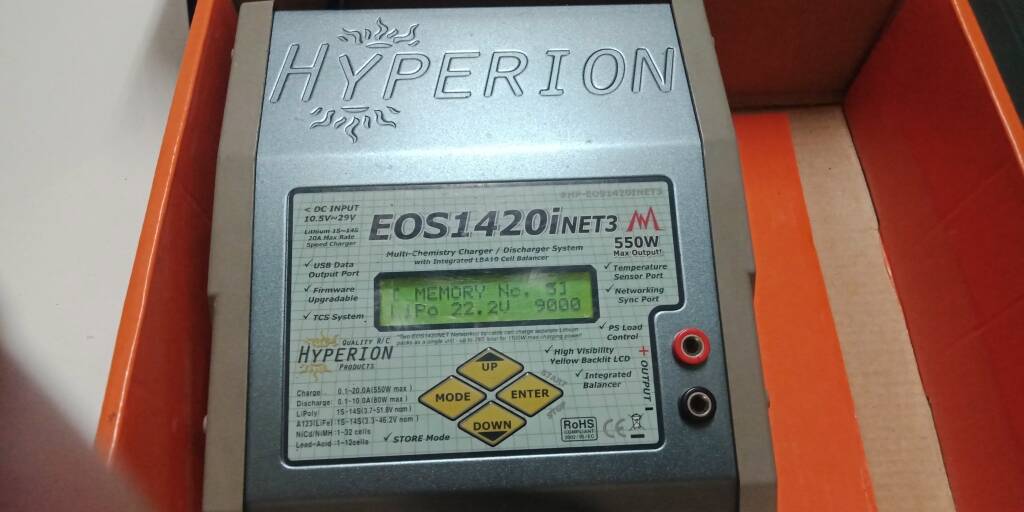 HYPERION
#HP-EOS1420INET3
< DC INPUT
10.5V~29V
Lithium 1S~14S
20A Max Rate
Speed Charger
EOS1420iNET3
550W
Max Output!
Multi-Chemistry Charger / Discharger System
with Integrated LBA10 Cell Balancer
✓ USB Data
Output Port
✓ Firmware
Upgradable
✓ TCS System
MEMORY No.
LiPo 22.2V 9000
✓ Temperature
Sensor Port
✓ Networking
Sync Port
✓ PS Load
Control
QUALITY R/C
HYPERION
PRODUCTS
✓ High Visibility
Yellow Backlit LCD
✓ Integrated
Balancer
+ OUTPUT -
UP
MODE
ENTER
START
STOP
DOWN
Charge: 0.1~20.0A(550W max)
Discharge: 0.1~10.0A(80W max)
LiPoly: 1S~14S(3.7~51.8V nom)
A123(LiFe): 1S~14S(3.3~46.2V nom)
NiCd/NiMH: 1~32 cells
Lead-Acid: 1~12cells
✓ STORE Mode
RoHS
COMPLIANT
CE